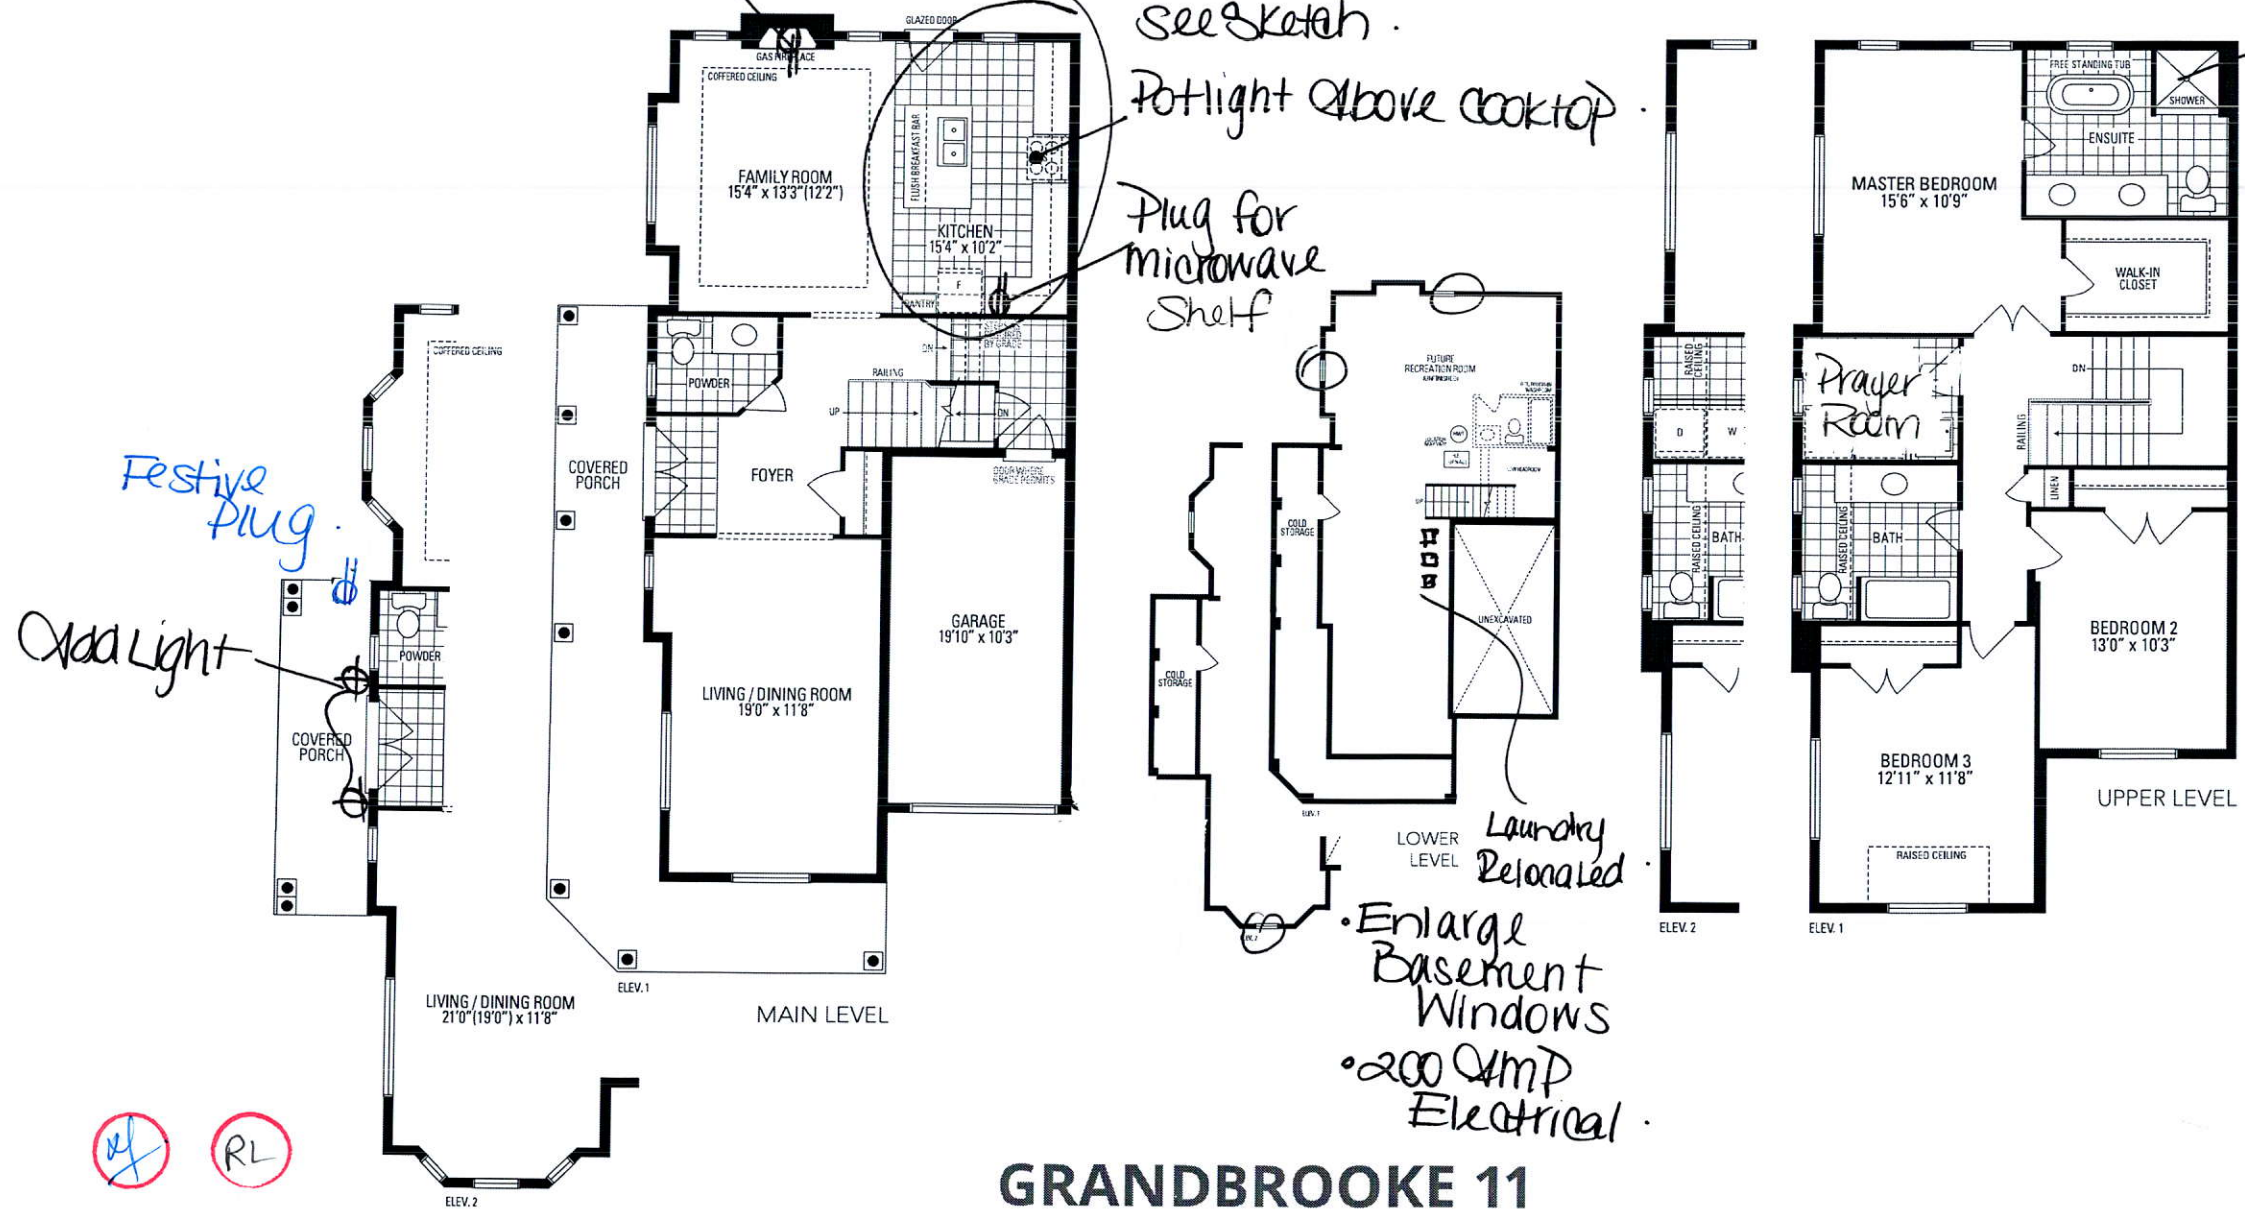 GLAZED DOOR
GAS FIREPLACE
COFFERED CEILING
FAMILY ROOM
15'4" x 13'3"(12'2")
FLUSH BREAKFAST BAR
KITCHEN
15'4" x 10'2"
F
PANTRY
See Sketch .
Potlight Above Cooktop .
Plug for
microwave
Shelf
POWDER
DN
BY GRADE
RAILING
UP
DN
COVERED
PORCH
FOYER
DOOR WHERE
GRADE PERMITS
GARAGE
19'10" x 10'3"
LIVING / DINING ROOM
19'0" x 11'8"
ELEV. 1
MAIN LEVEL
COFFERED CEILING
Festive
Plug .
Add Light
POWDER
COVERED
PORCH
LIVING / DINING ROOM
21'0"(19'0") x 11'8"
ELEV. 2
RL
FUTURE
RECREATION ROOM
UP
COLD
STORAGE
COLD
STORAGE
UNEXCAVATED
LOWER
LEVEL
Laundry
Relocated .
• Enlarge
Basement
Windows
• 200 Amp
Electrical .
RAISED
CEILING
D
W
RAISED CEILING
BATH
ELEV. 2
FREE STANDING TUB
SHOWER
ENSUITE
MASTER BEDROOM
15'6" x 10'9"
WALK-IN
CLOSET
Prayer
Room
DN
RAILING
LINEN
RAISED CEILING
BATH
BEDROOM 2
13'0" x 10'3"
BEDROOM 3
12'11" x 11'8"
RAISED CEILING
ELEV. 1
UPPER LEVEL
GRANDBROOKE 11